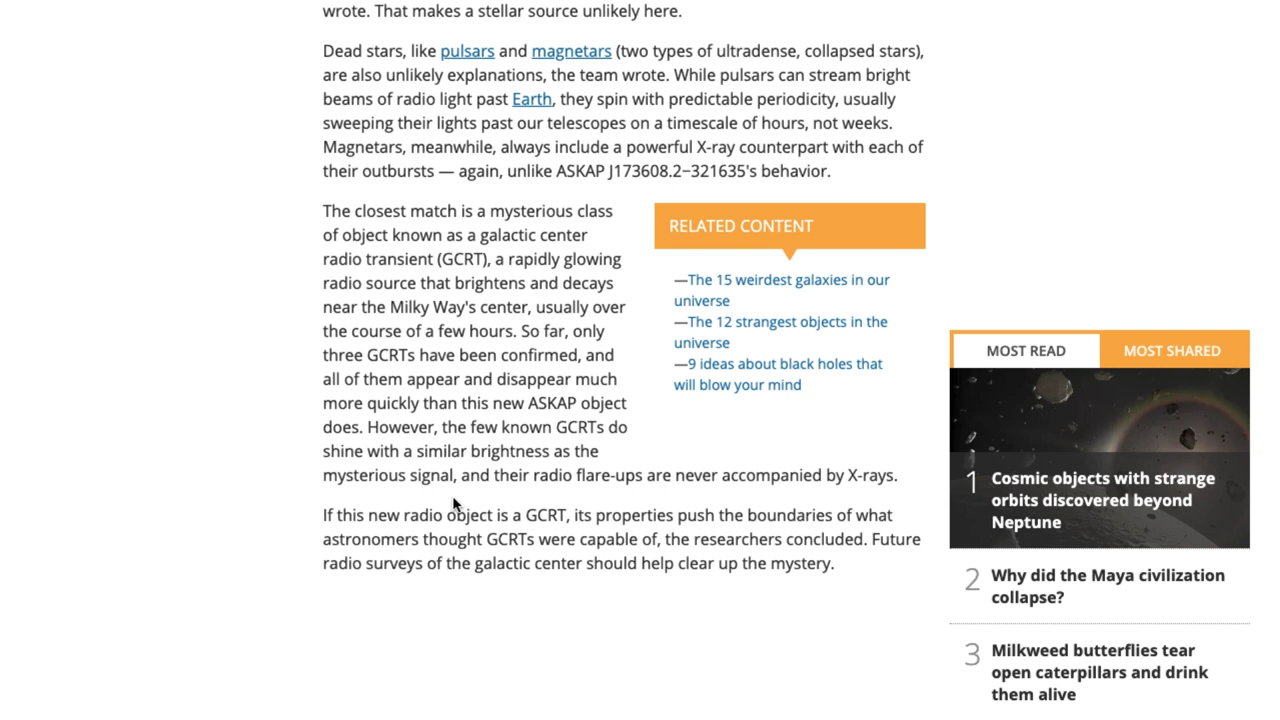 wrote. That makes a stellar source unlikely here.
Dead stars, like pulsars and magnetars (two types of ultradense, collapsed stars),
are also unlikely explanations, the team wrote. While pulsars can stream bright
beams of radio light past Earth, they spin with predictable periodicity, usually
sweeping their lights past our telescopes on a timescale of hours, not weeks.
Magnetars, meanwhile, always include a powerful X-ray counterpart with each of
their outbursts — again, unlike ASKAP J173608.2−321635's behavior.
The closest match is a mysterious class
of object known as a galactic center
radio transient (GCRT), a rapidly glowing
radio source that brightens and decays
near the Milky Way's center, usually over
the course of a few hours. So far, only
three GCRTs have been confirmed, and
all of them appear and disappear much
more quickly than this new ASKAP object
does. However, the few known GCRTs do
shine with a similar brightness as the
mysterious signal, and their radio flare-ups are never accompanied by X-rays.
If this new radio object is a GCRT, its properties push the boundaries of what
astronomers thought GCRTs were capable of, the researchers concluded. Future
radio surveys of the galactic center should help clear up the mystery.
RELATED CONTENT
—The 15 weirdest galaxies in our
universe
—The 12 strangest objects in the
universe
—9 ideas about black holes that
will blow your mind
MOST READ
MOST SHARED
1 Cosmic objects with strange
orbits discovered beyond
Neptune
2 Why did the Maya civilization
collapse?
3 Milkweed butterflies tear
open caterpillars and drink
them alive